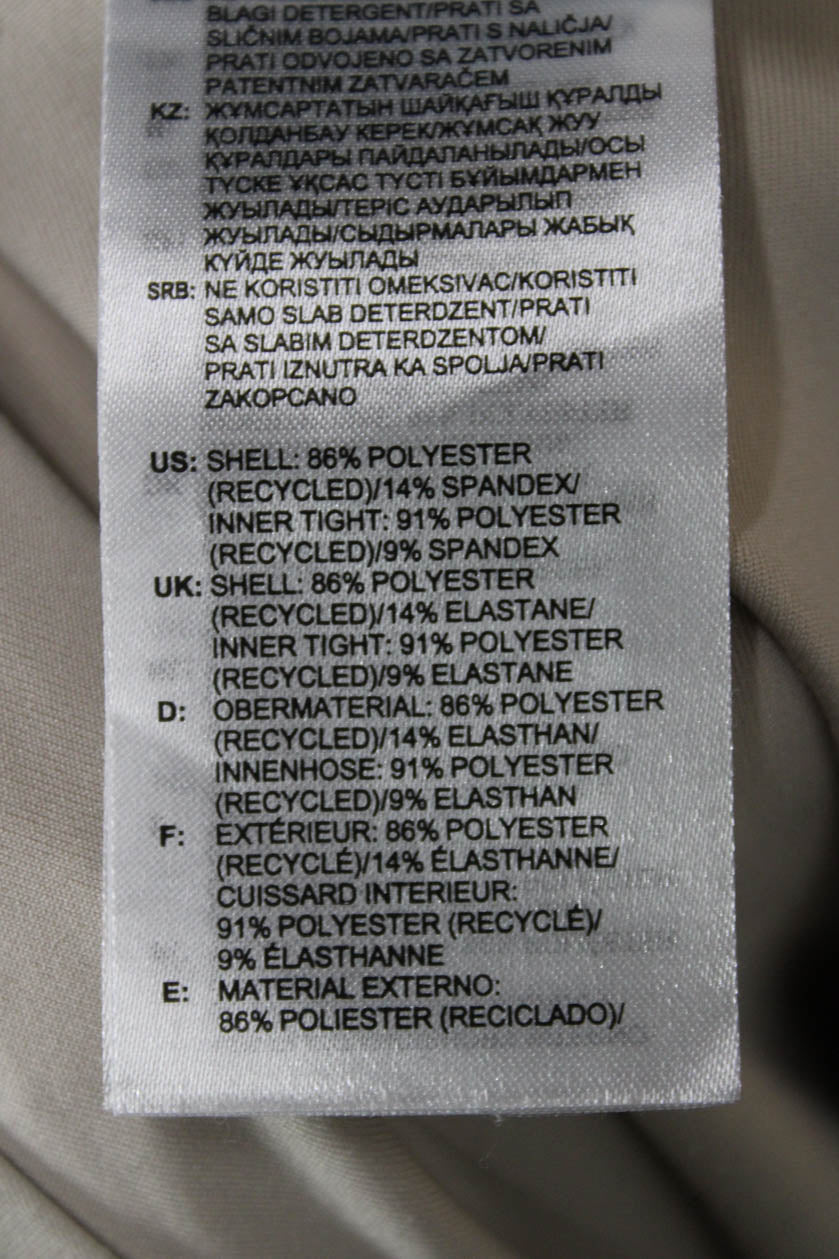 BLAGI DETERGENT/PRATI SA
SLIČNIM BOJAMA/PRATI S NALIČJA/
PRATI ODVOJENO SA ZATVORENIM
PATENTNIM ZATVARAČEM
KZ: ЖҰМСАРТАТЫН ШАЙҚАҒЫШ ҚҰРАЛДЫ
ҚОЛДАНБАУ КЕРЕК/ЖҰМСАҚ ЖУУ
ҚҰРАЛДАРЫ ПАЙДАЛАНЫЛАДЫ/ОСЫ
ТҮСКЕ ҰҚСАС ТҮСТІ БҰЙЫМДАРМЕН
ЖУЫЛАДЫ/ТЕРІС АУДАРЫЛЫП
ЖУЫЛАДЫ/СЫДЫРМАЛАРЫ ЖАБЫҚ
КҮЙДЕ ЖУЫЛАДЫ
SRB: NE KORISTITI OMEKSIVAC/KORISTITI
SAMO SLAB DETERDZENT/PRATI
SA SLABIM DETERDZENTOM/
PRATI IZNUTRA KA SPOLJA/PRATI
ZAKOPCANO
US: SHELL: 86% POLYESTER
(RECYCLED)/14% SPANDEX/
INNER TIGHT: 91% POLYESTER
(RECYCLED)/9% SPANDEX
UK: SHELL: 86% POLYESTER
(RECYCLED)/14% ELASTANE/
INNER TIGHT: 91% POLYESTER
(RECYCLED)/9% ELASTANE
D: OBERMATERIAL: 86% POLYESTER
(RECYCLED)/14% ELASTHAN/
INNENHOSE: 91% POLYESTER
(RECYCLED)/9% ELASTHAN
F: EXTÉRIEUR: 86% POLYESTER
(RECYCLÉ)/14% ÉLASTHANNE/
CUISSARD INTERIEUR:
91% POLYESTER (RECYCLÉ)/
9% ÉLASTHANNE
E: MATERIAL EXTERNO:
86% POLIESTER (RECICLADO)/